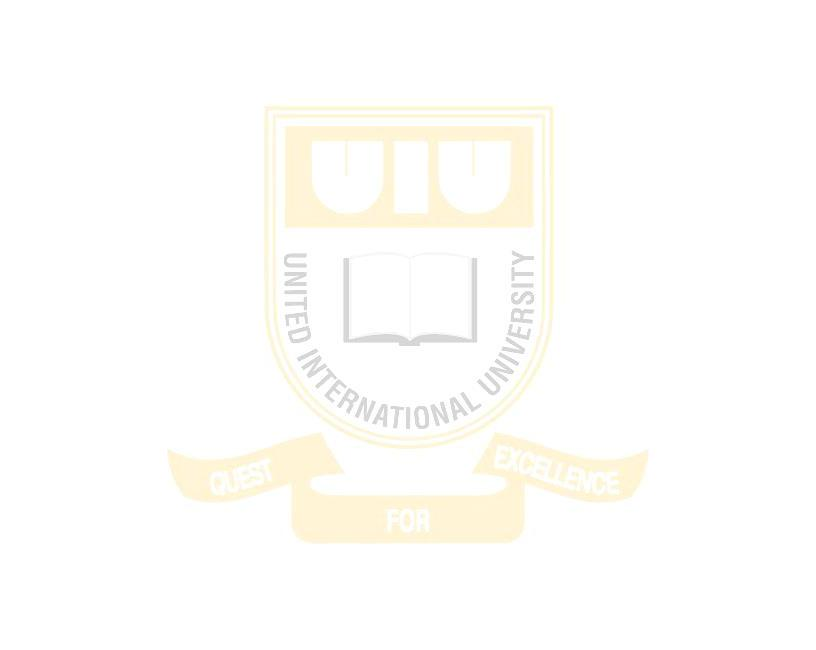 UIU
UNITED INTERNATIONAL UNIVERSITY
QUEST
FOR
EXCELLENCE